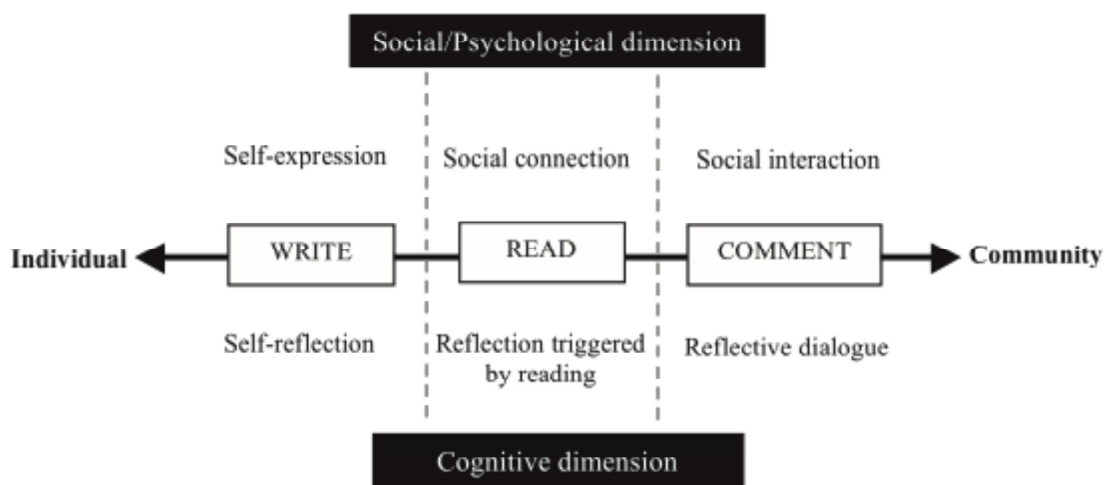 Social/Psychological dimension
Self-expression
Social connection
Social interaction
Individual
WRITE
READ
COMMENT
Community
Self-reflection
Reflection triggered
by reading
Reflective dialogue
Cognitive dimension